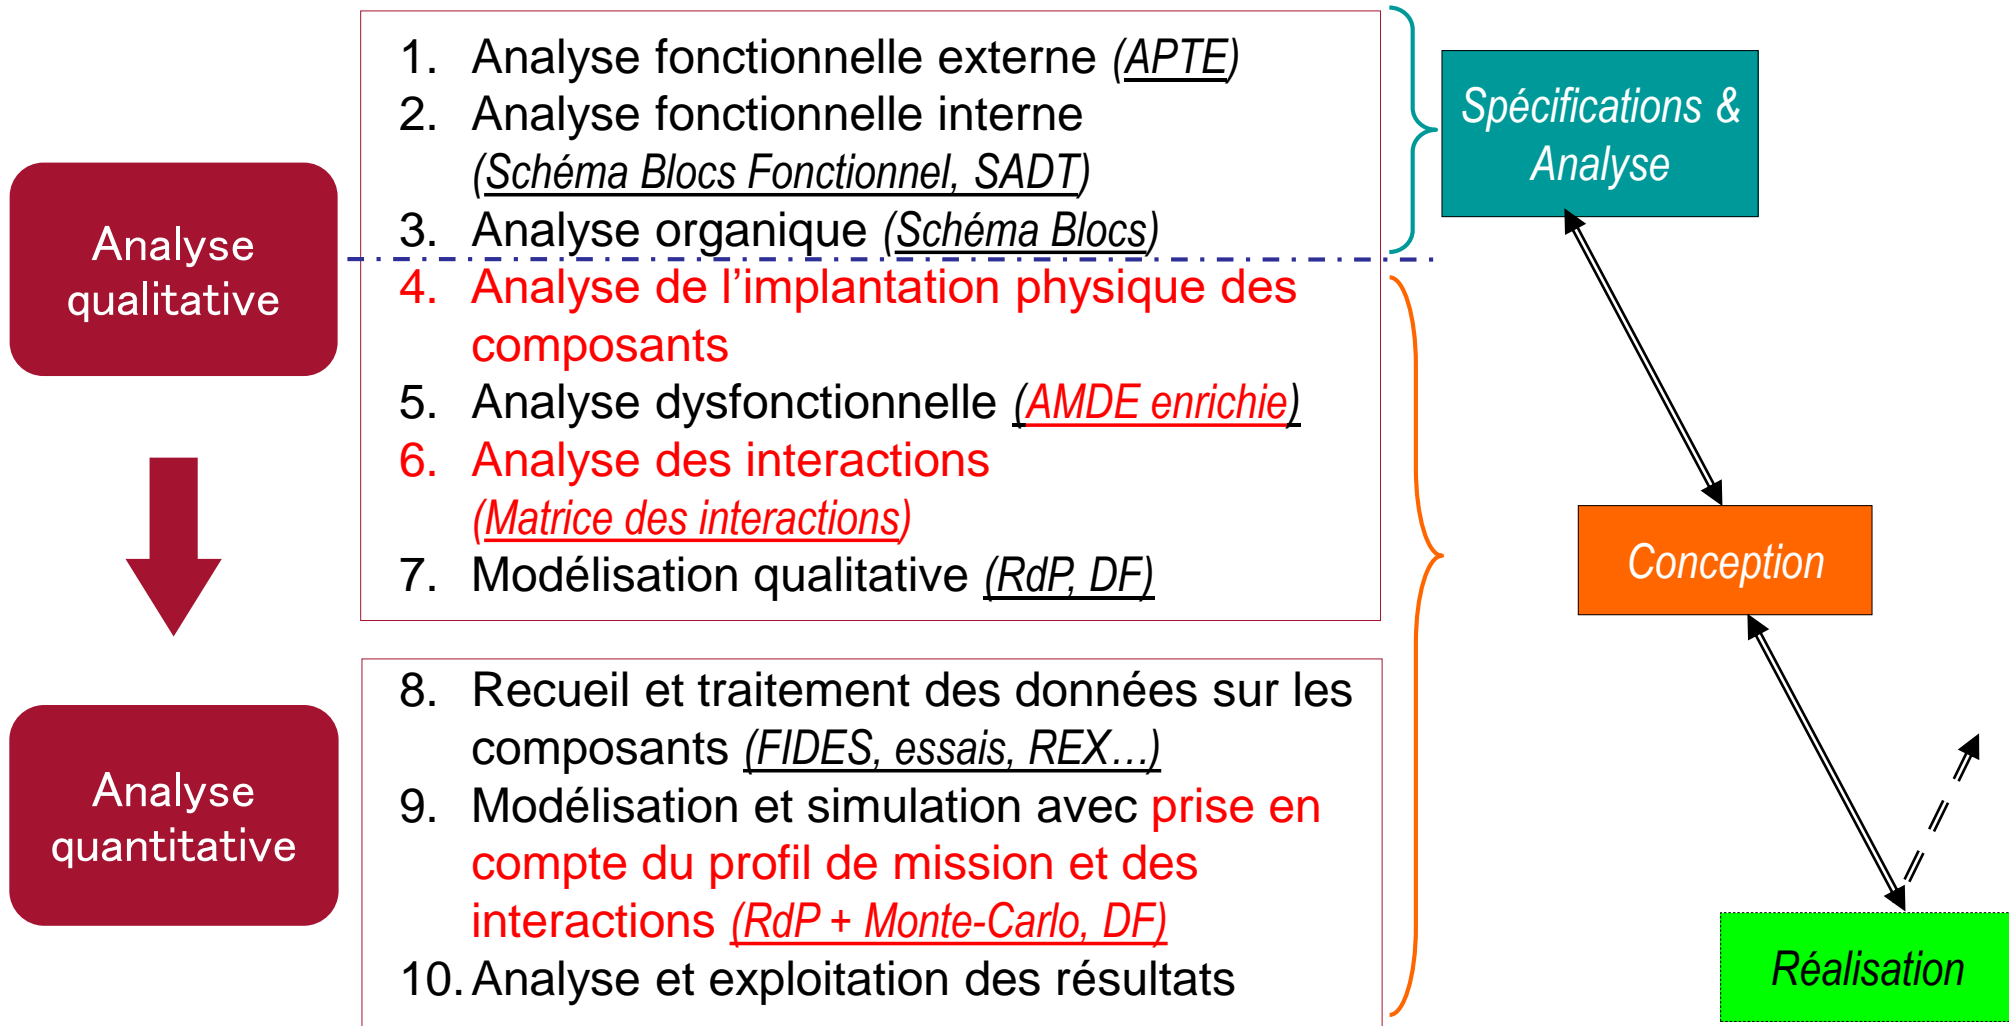 Analyse
qualitative
1. Analyse fonctionnelle externe (APTE)
2. Analyse fonctionnelle interne
(Schéma Blocs Fonctionnel, SADT)
3. Analyse organique (Schéma Blocs)
4. Analyse de l’implantation physique des
composants
5. Analyse dysfonctionnelle (AMDE enrichie)
6. Analyse des interactions
(Matrice des interactions)
7. Modélisation qualitative (RdP, DF)
Analyse
quantitative
8. Recueil et traitement des données sur les
composants (FIDES, essais, REX…)
9. Modélisation et simulation avec prise en
compte du profil de mission et des
interactions (RdP + Monte-Carlo, DF)
10. Analyse et exploitation des résultats
Spécifications &
Analyse
Conception
Réalisation